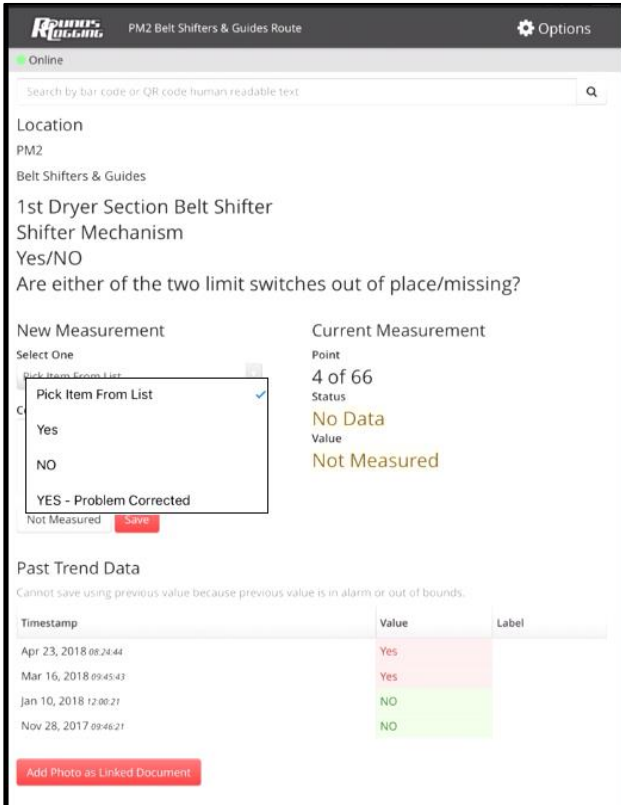 Rounds Logging PM2 Belt Shifters & Guides Route Options
Online
Search by bar code or QR code human readable text
Location
PM2
Belt Shifters & Guides
1st Dryer Section Belt Shifter
Shifter Mechanism
Yes/NO
Are either of the two limit switches out of place/missing?
New Measurement
Select One
Pick Item From List
Pick Item From List
Yes
NO
YES - Problem Corrected
Not Measured Save
Current Measurement
Point
4 of 66
Status
No Data
Value
Not Measured
Past Trend Data
Cannot save using previous value because previous value is in alarm or out of bounds.
Timestamp Value Label
Apr 23, 2018 08:24:44 Yes
Mar 16, 2018 09:45:43 Yes
Jan 10, 2018 12:00:21 NO
Nov 28, 2017 09:46:21 NO
Add Photo as Linked Document